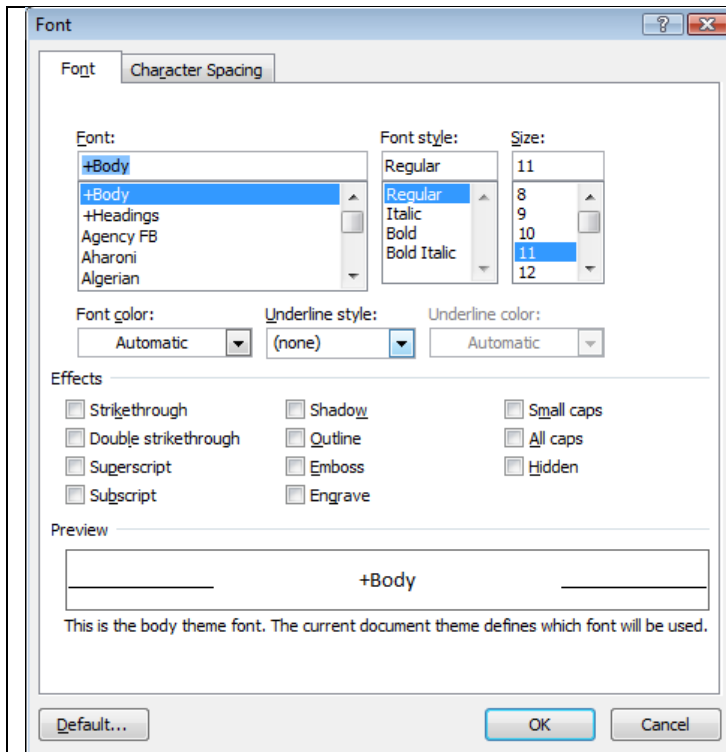 Font
Font Character Spacing
Font: Font style: Size:
+Body Regular 11
+Body Regular 8
+Headings Italic 9
Agency FB Bold 10
Aharoni Bold Italic 11
Algerian 12
Font color: Underline style: Underline color:
Automatic (none) Automatic
Effects
Strikethrough Shadow Small caps
Double strikethrough Outline All caps
Superscript Emboss Hidden
Subscript Engrave
Preview
+Body
This is the body theme font. The current document theme defines which font will be used.
Default... OK Cancel